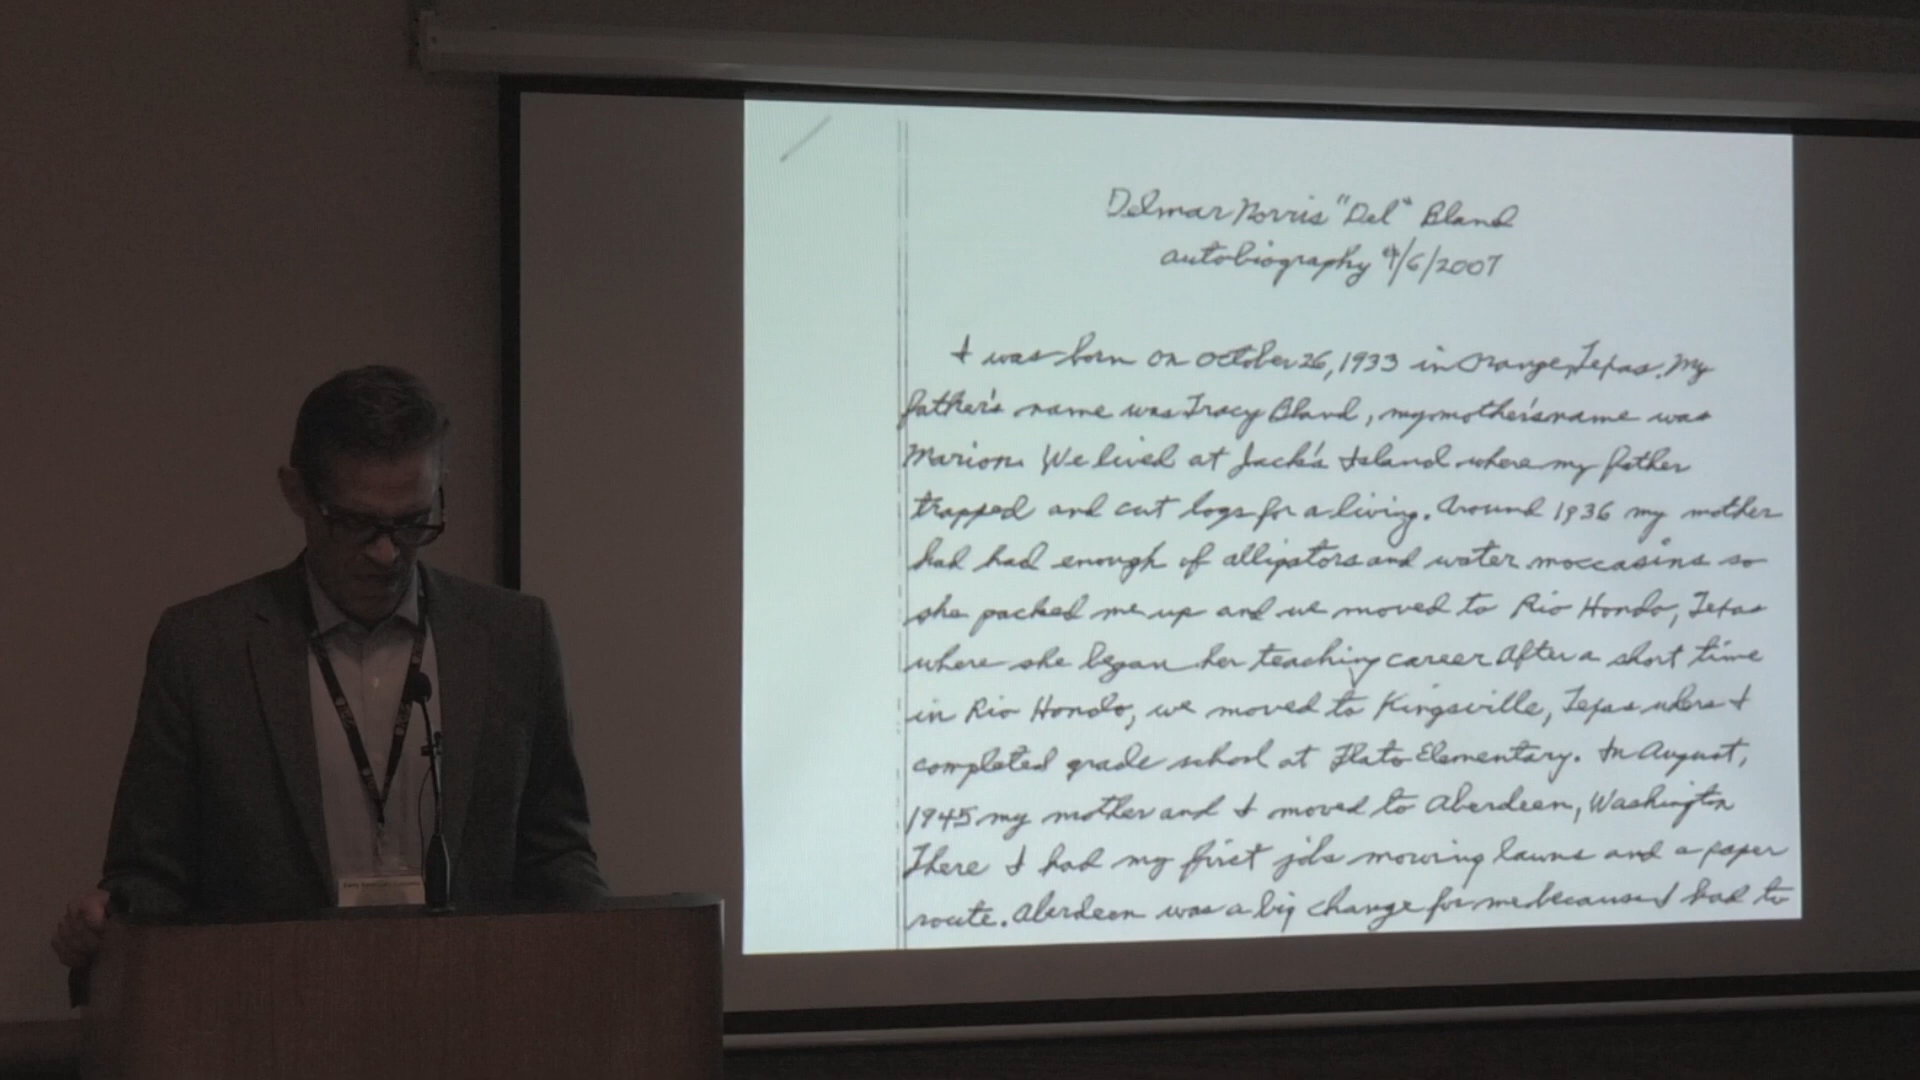 Delmar Norris "Del" Bland
autobiography 9/6/2007
I was born on October 26, 1933 in Orange, Texas. My
father's name was Tracy Bland, my mother's name was
Marion. We lived at Jack's Island where my father
trapped and cut logs for a living. Around 1936 my mother
had had enough of alligators and water moccasins so
she packed me up and we moved to Rio Hondo, Texas
where she began her teaching career After a short time
in Rio Hondo, we moved to Kingsville, Texas where I
completed grade school at Flato Elementary. In August,
1945 my mother and I moved to Aberdeen, Washington
There I had my first jobs mowing lawns and a paper
route. Aberdeen was a big change for me because I had to